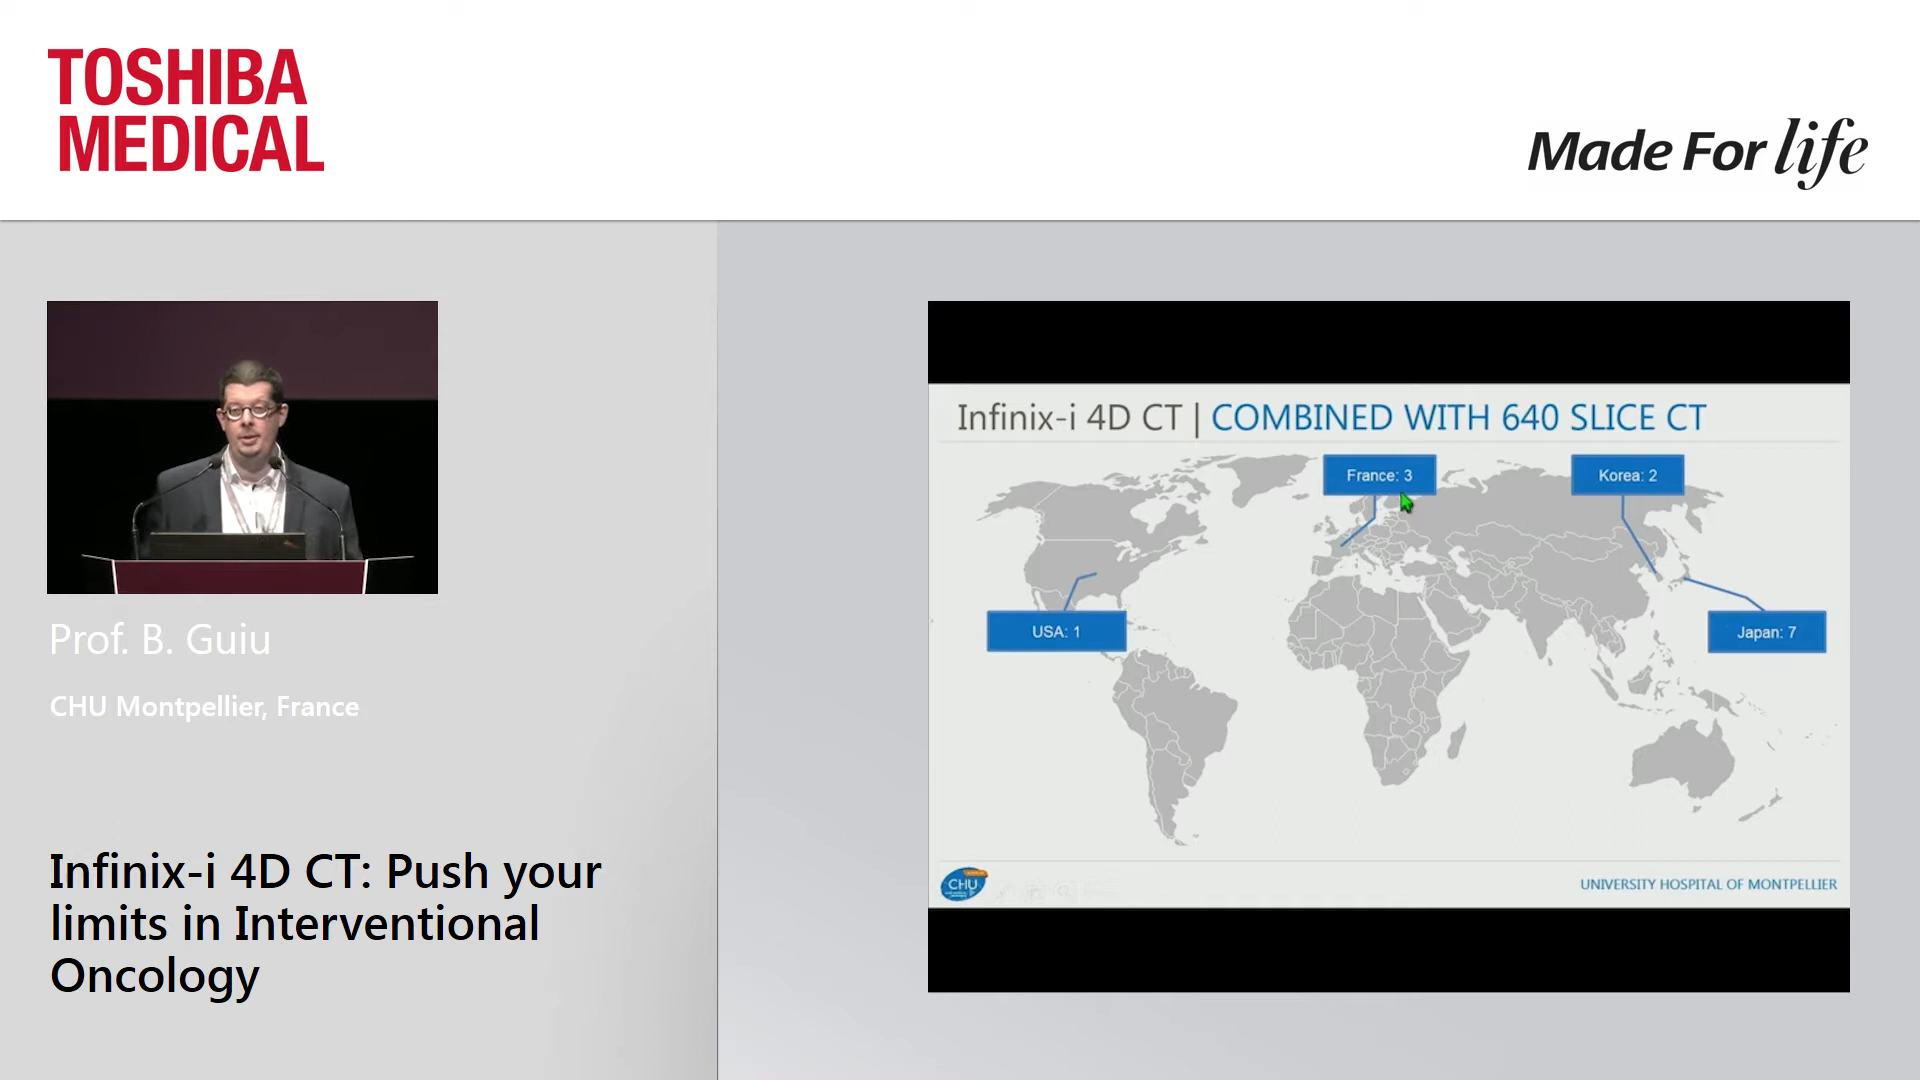 TOSHIBA
MEDICAL
Made For life
Prof. B. Guiu
CHU Montpellier, France
Infinix-i 4D CT: Push your
limits in Interventional
Oncology
Infinix-i 4D CT | COMBINED WITH 640 SLICE CT
France: 3
Korea: 2
USA: 1
Japan: 7
CHU
UNIVERSITY HOSPITAL OF MONTPELLIER